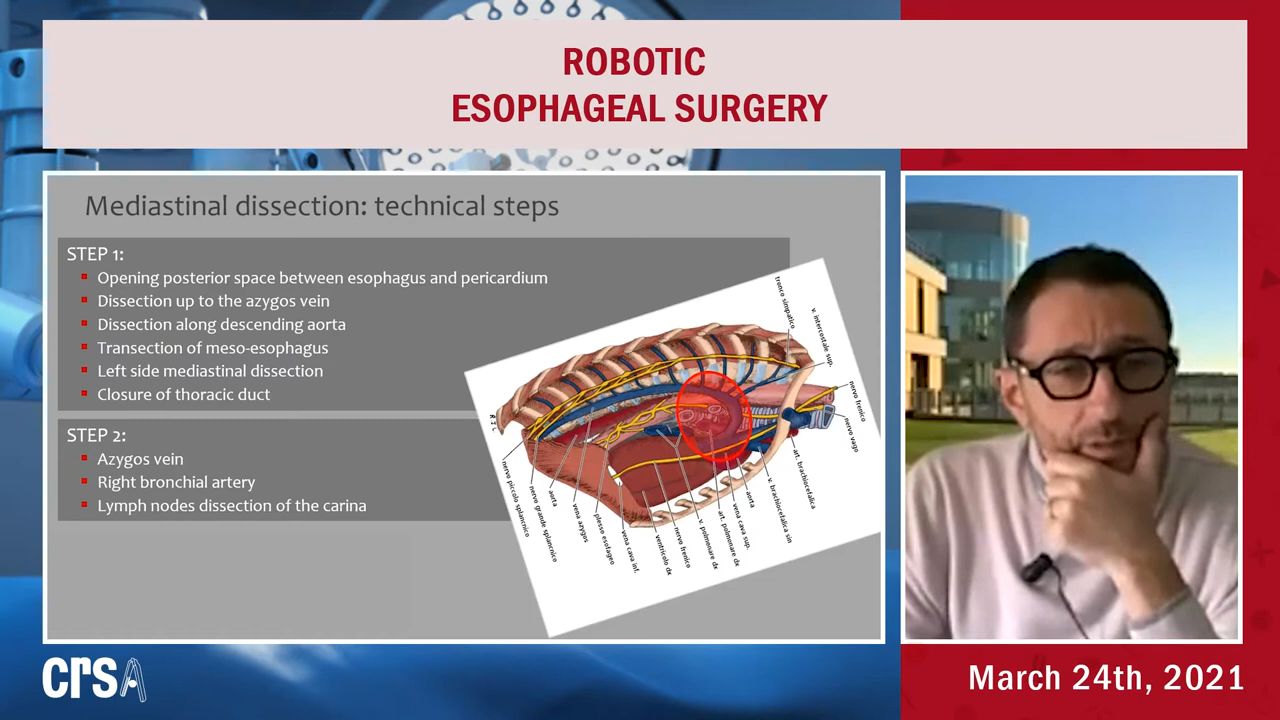 ROBOTIC
ESOPHAGEAL SURGERY
Mediastinal dissection: technical steps
STEP 1:
Opening posterior space between esophagus and pericardium
Dissection up to the azygos vein
Dissection along descending aorta
Transection of meso-esophagus
Left side mediastinal dissection
Closure of thoracic duct
STEP 2:
Azygos vein
Right bronchial artery
Lymph nodes dissection of the carina
tronco simpatico
v. intercostale sup.
nervo frenico
nervo vago
art. brachiocefalica
v. brachiocefalica sin
aorta
vena cava sup.
art. polmonare dx
v. polmonare dx
nervo frenico
ventricolo dx
vena cava inf.
plesso esofageo
vena azygos
aorta
nervo grande splancnico
nervo piccolo splancnico
crsa
March 24th, 2021